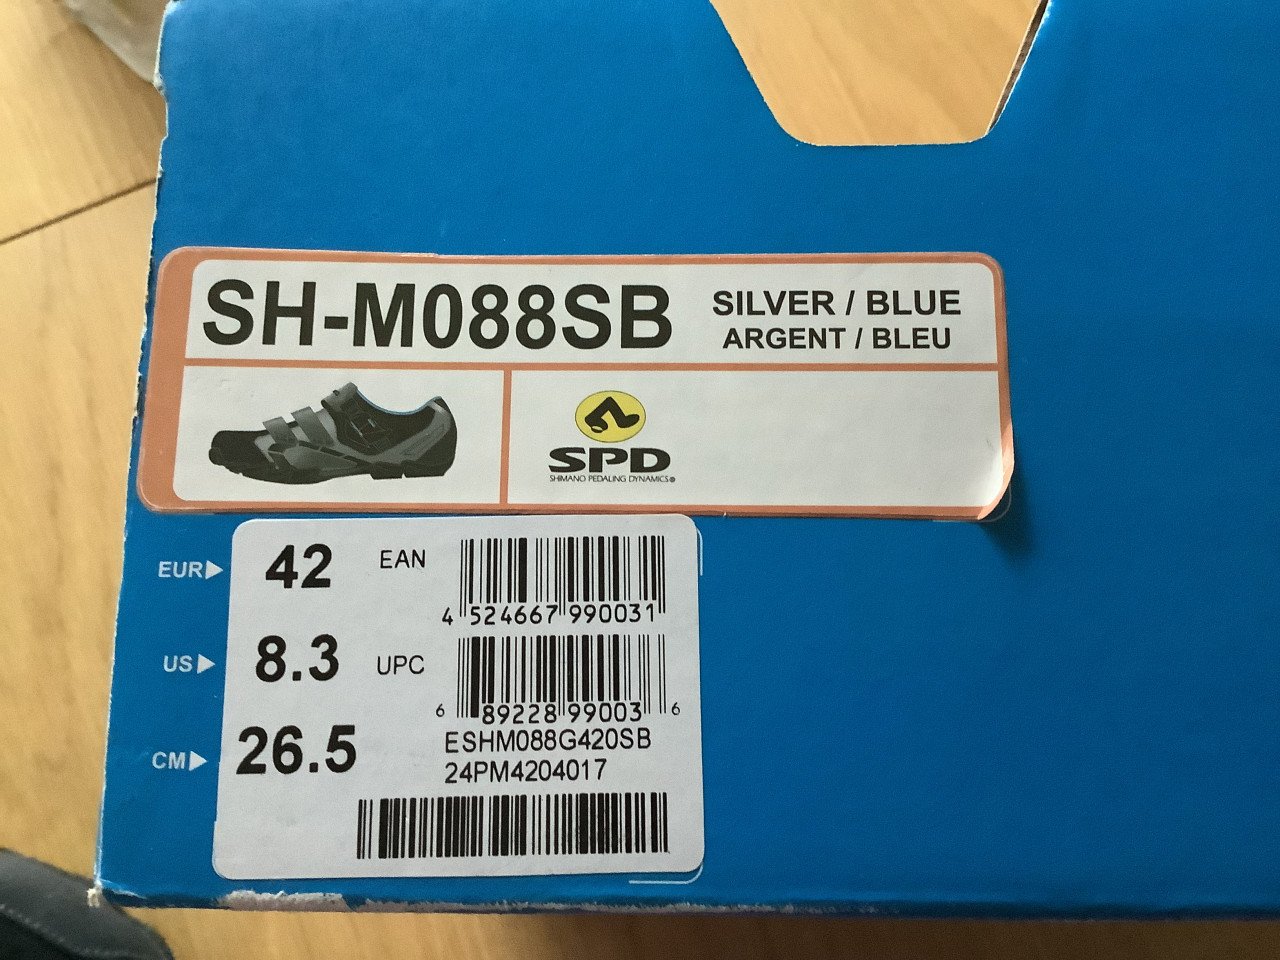 SH-M088SB
SILVER / BLUE
ARGENT / BLEU
SPD
SHIMANO PEDALING DYNAMICS®
EUR 42
EAN
4 524667 990031
US 8.3
UPC
6 89228 99003 6
CM 26.5
ESHM088G420SB
24PM4204017